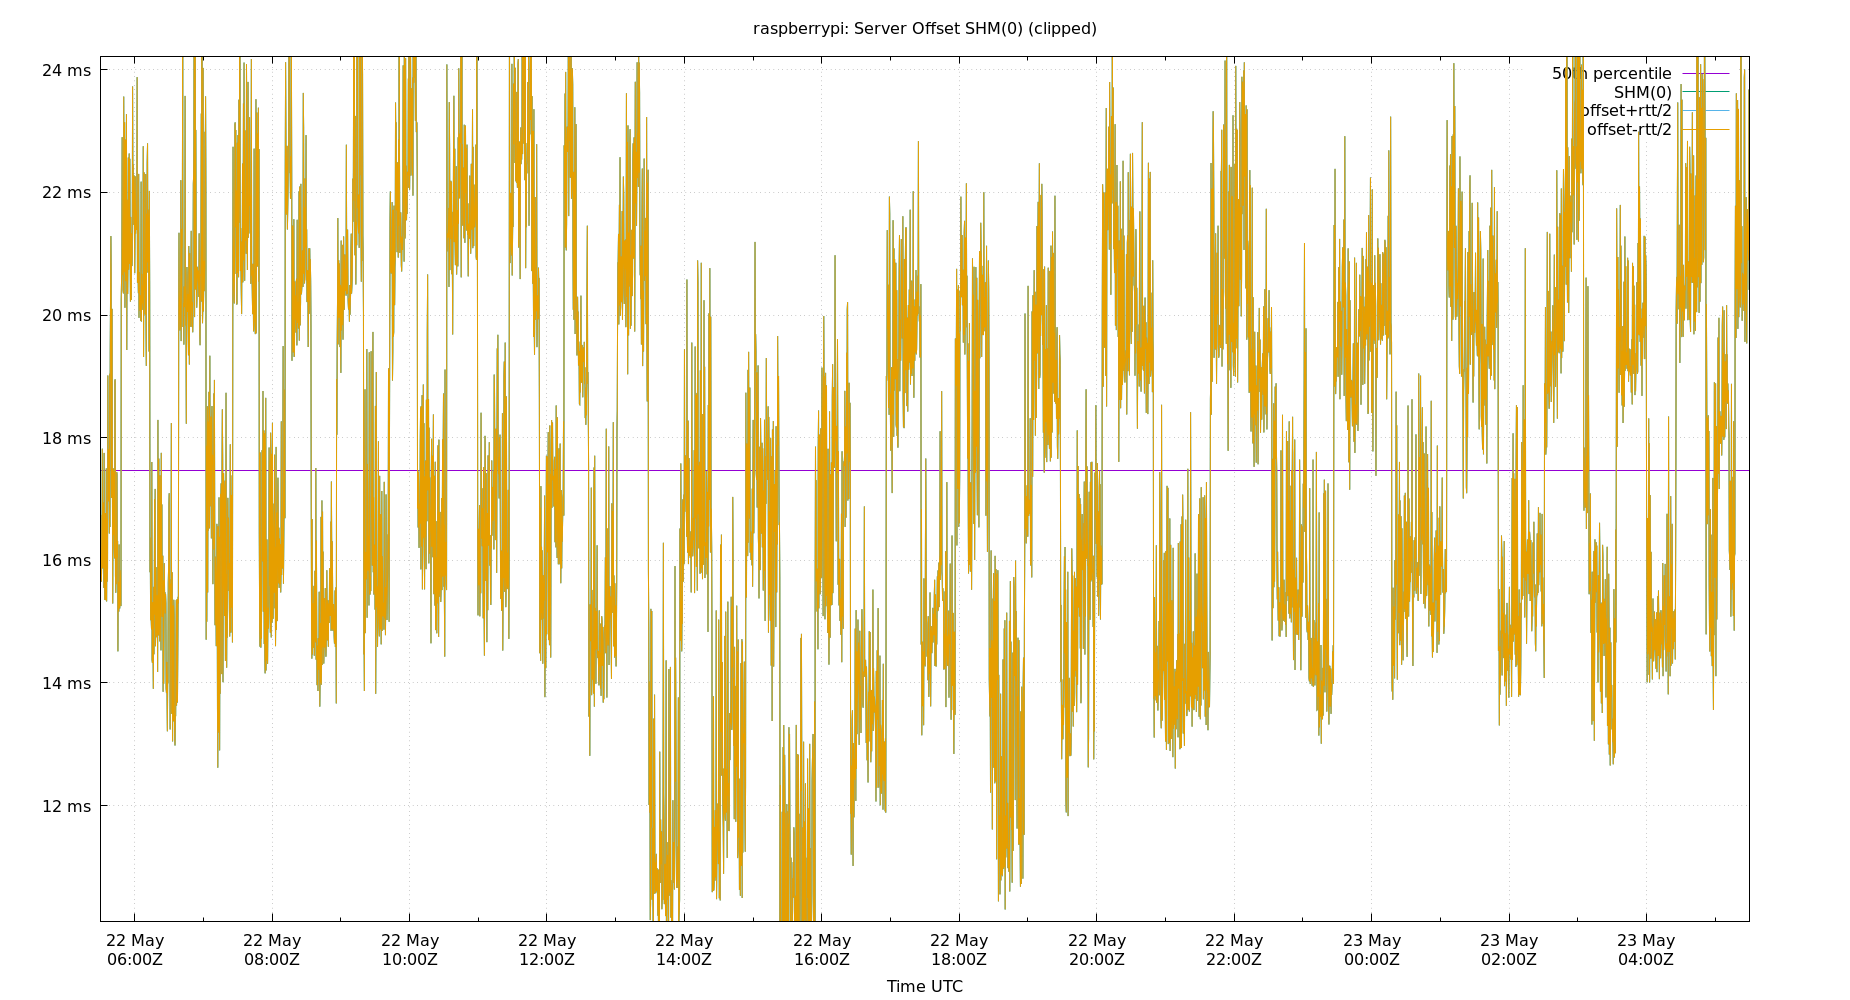 raspberrypi: Server Offset SHM(0) (clipped)
24 ms
22 ms
20 ms
18 ms
16 ms
14 ms
12 ms
50th percentile
SHM(0)
offset+rtt/2
offset-rtt/2
22 May 22 May 22 May 22 May 22 May 22 May 22 May 22 May 22 May 23 May 23 May 23 May
06:00Z 08:00Z 10:00Z 12:00Z 14:00Z 16:00Z 18:00Z 20:00Z 22:00Z 00:00Z 02:00Z 04:00Z
Time UTC